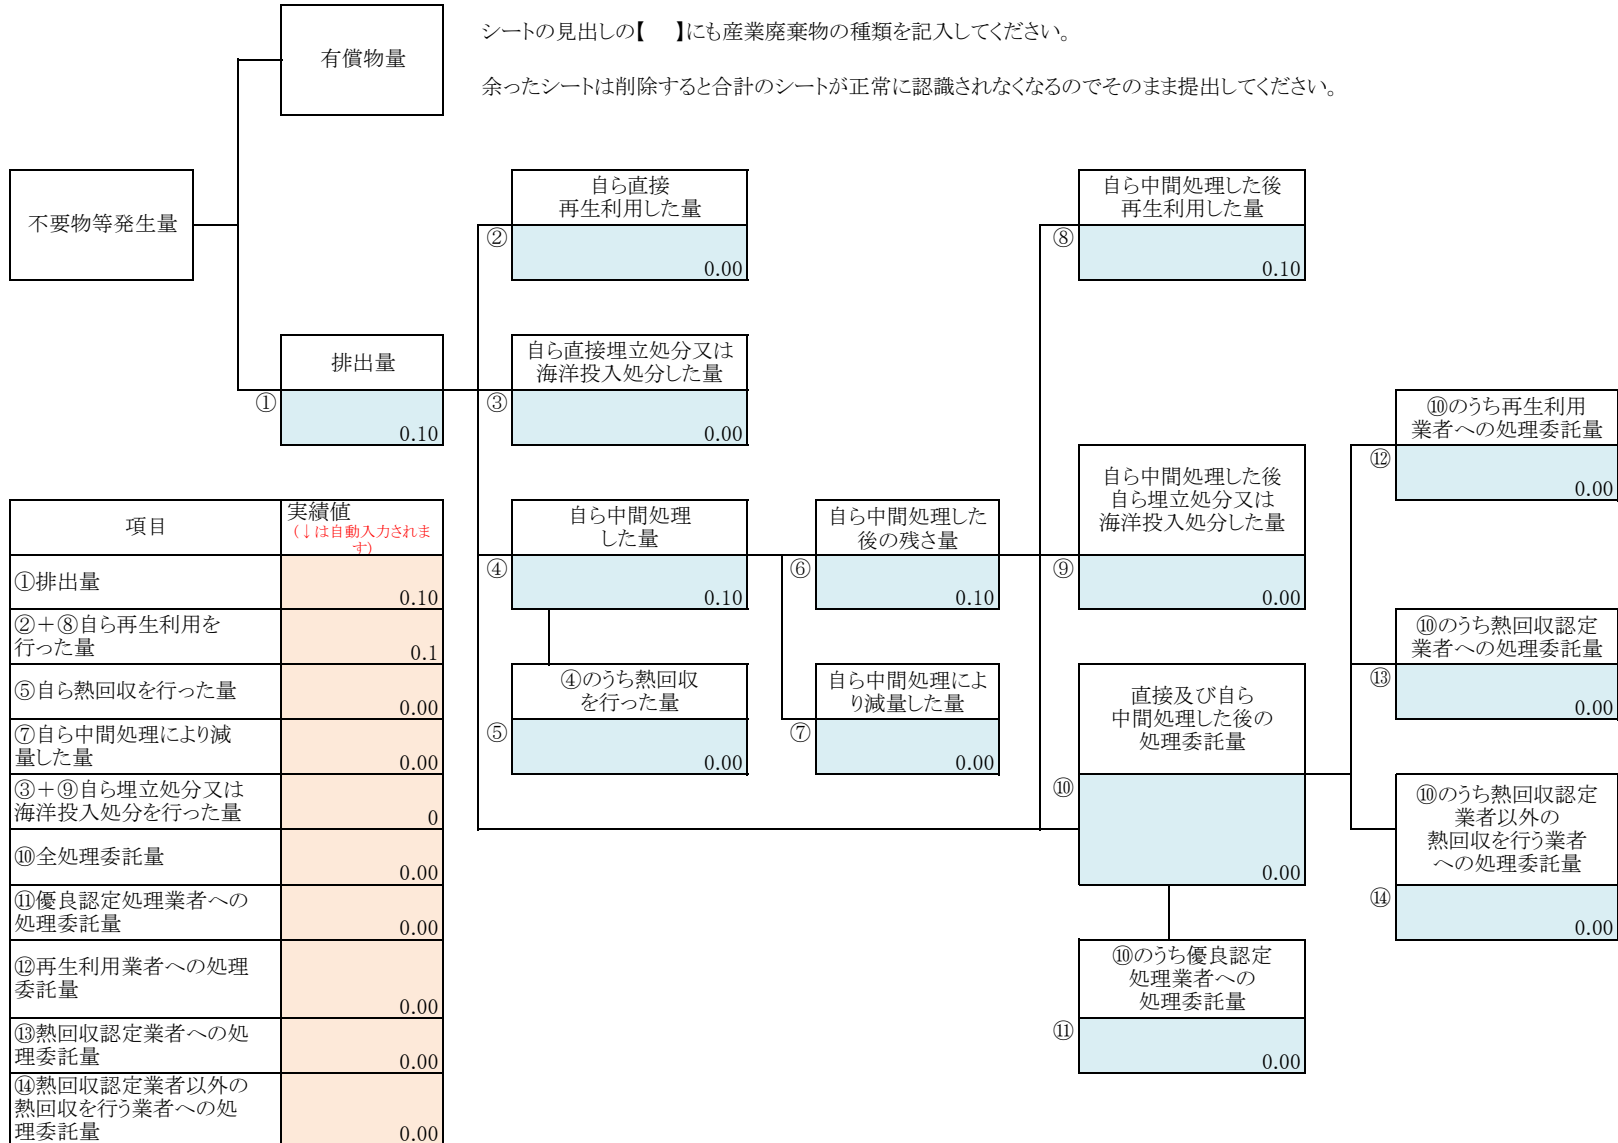 シートの見出しの【　】にも産業廃棄物の種類を記入してください。
有償物量
余ったシートは削除すると合計のシートが正常に認識されなくなるのでそのまま提出してください。
不要物等発生量
自ら直接
再生利用した量
②
0.00
自ら中間処理した後
再生利用した量
⑧
0.10
排出量
①
0.10
自ら直接埋立処分又は
海洋投入処分した量
③
0.00
⑩のうち再生利用
業者への処理委託量
⑫
0.00
自ら中間処理した後
自ら埋立処分又は
海洋投入処分した量
⑨
0.00
自ら中間処理
した量
④
0.10
自ら中間処理した
後の残さ量
⑥
0.10
⑩のうち熱回収認定
業者への処理委託量
⑬
0.00
④のうち熱回収
を行った量
⑤
0.00
自ら中間処理によ
り減量した量
⑦
0.00
直接及び自ら
中間処理した後の
処理委託量
⑩
0.00
⑩のうち熱回収認定
業者以外の
熱回収を行う業者
への処理委託量
⑭
0.00
⑩のうち優良認定
処理業者への
処理委託量
⑪
0.00
項目
実績値
(↓は自動入力されま
す)
①排出量
0.10
②＋⑧自ら再生利用を
行った量
0.1
⑤自ら熱回収を行った量
0.00
⑦自ら中間処理により減
量した量
0.00
③＋⑨自ら埋立処分又は
海洋投入処分を行った量
0
⑩全処理委託量
0.00
⑪優良認定処理業者への
処理委託量
0.00
⑫再生利用業者への処理
委託量
0.00
⑬熱回収認定業者への処
理委託量
0.00
⑭熱回収認定業者以外の
熱回収を行う業者への処
理委託量
0.00